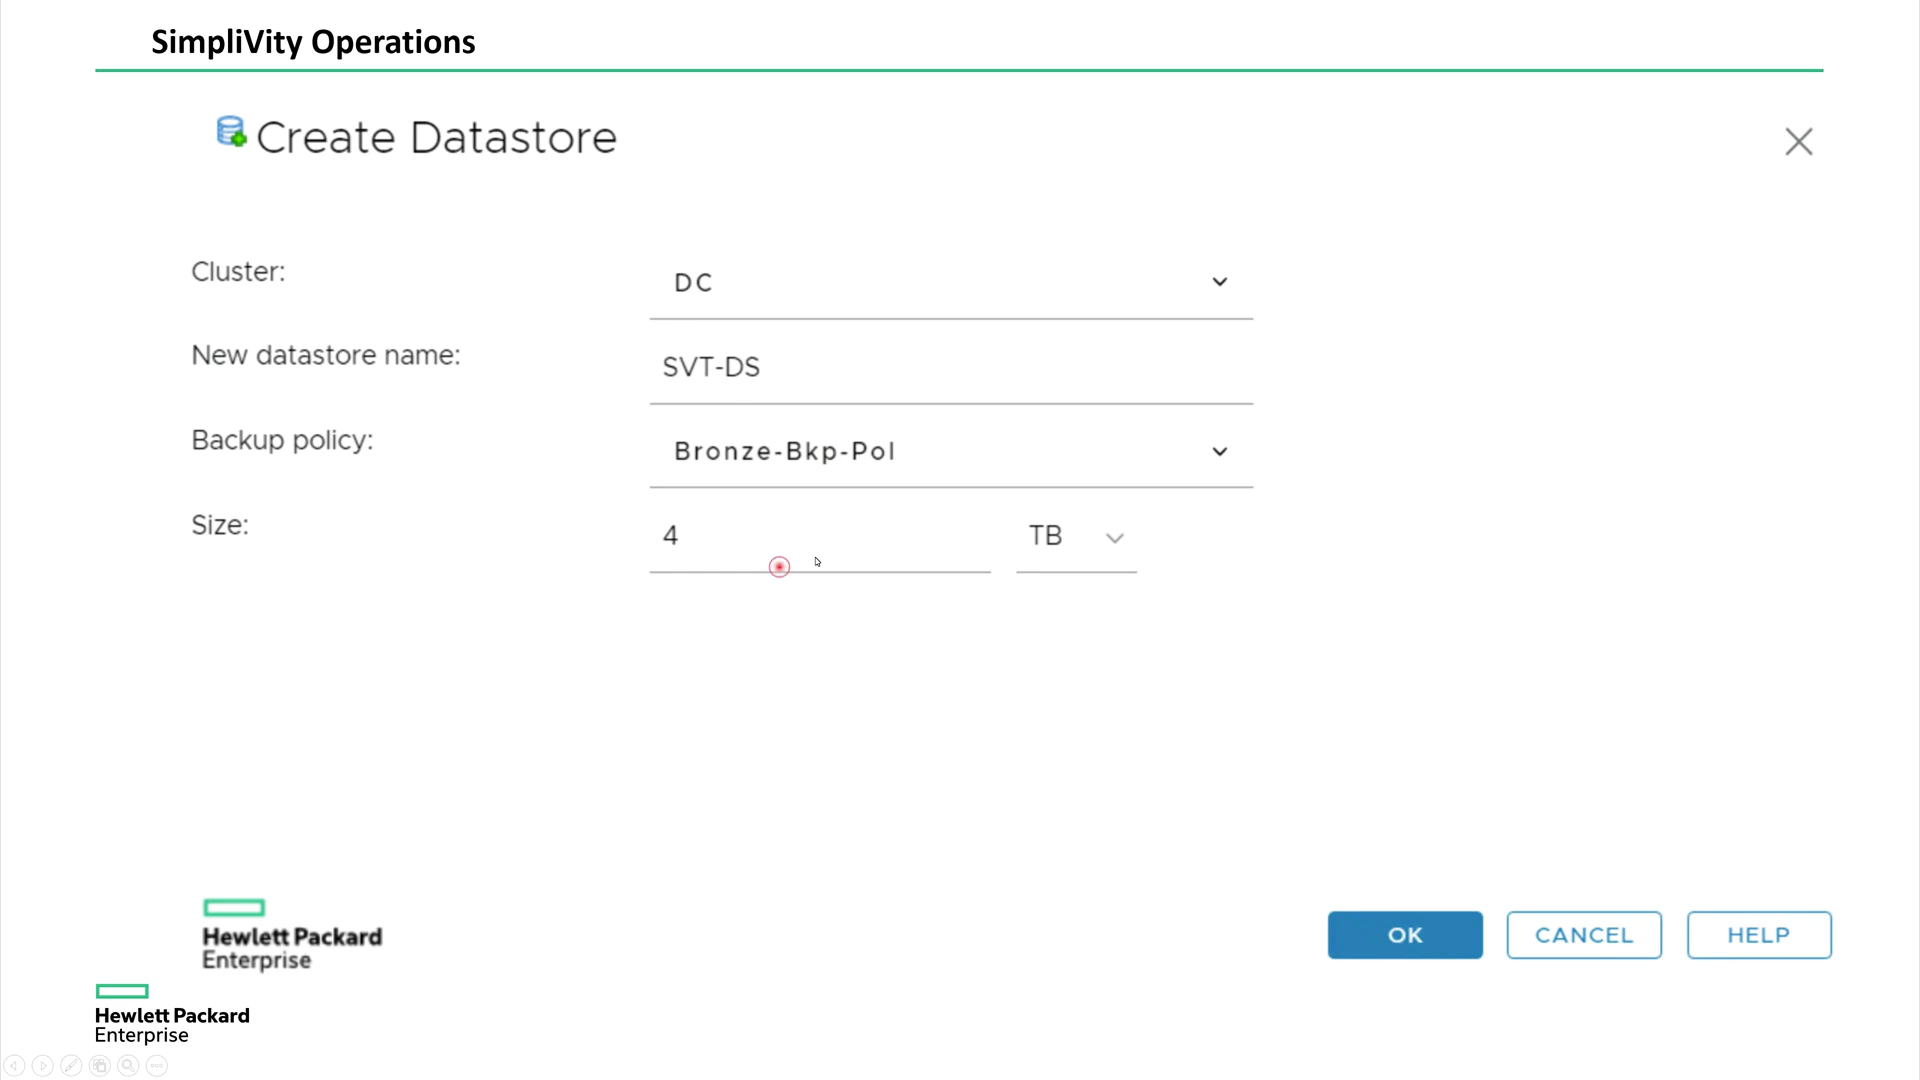 SimpliVity Operations
Create Datastore
Cluster:
DC
New datastore name:
SVT-DS
Backup policy:
Bronze-Bkp-Pol
Size:
4
TB
Hewlett Packard
Enterprise
OK
CANCEL
HELP
Hewlett Packard
Enterprise